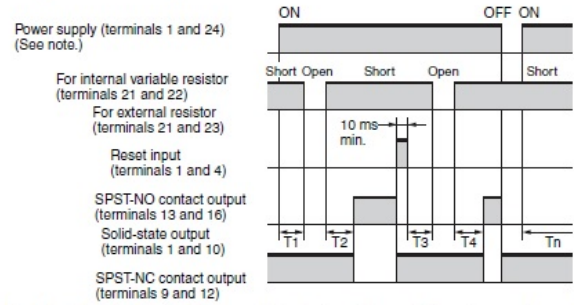 ON
OFF ON
Power supply (terminals 1 and 24)
(See note.)
Short Open Short Open Short
For internal variable resistor
(terminals 21 and 22)
For external resistor
(terminals 21 and 23)
10 ms
min.
Reset input
(terminals 1 and 4)
SPST-NO contact output
(terminals 13 and 16)
Solid-state output
(terminals 1 and 10)
T1 T2 T3 T4 Tn
SPST-NC contact output
(terminals 9 and 12)